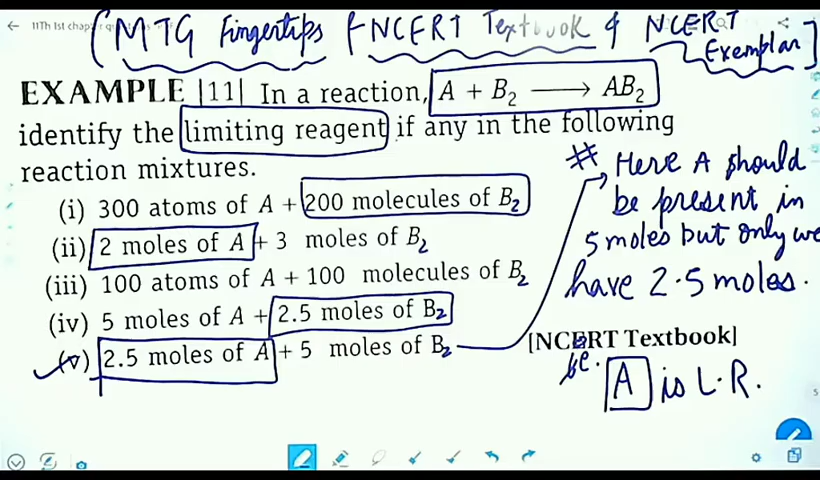 11Th 1st chap
(MTG Fingertips + NCERT Textbook & NCERT Exemplar]
EXAMPLE |11| In a reaction, A + B₂ ⟶ AB₂
identify the limiting reagent if any in the following
reaction mixtures.
(i) 300 atoms of A + 200 molecules of B₂
(ii) 2 moles of A + 3 moles of B₂
(iii) 100 atoms of A + 100 molecules of B₂
(iv) 5 moles of A + 2.5 moles of B₂
(v) 2.5 moles of A + 5 moles of B₂
[NCERT Textbook]
# Here A should
be present in
5 moles but only we
have 2.5 moles.
be.
A is L.R.